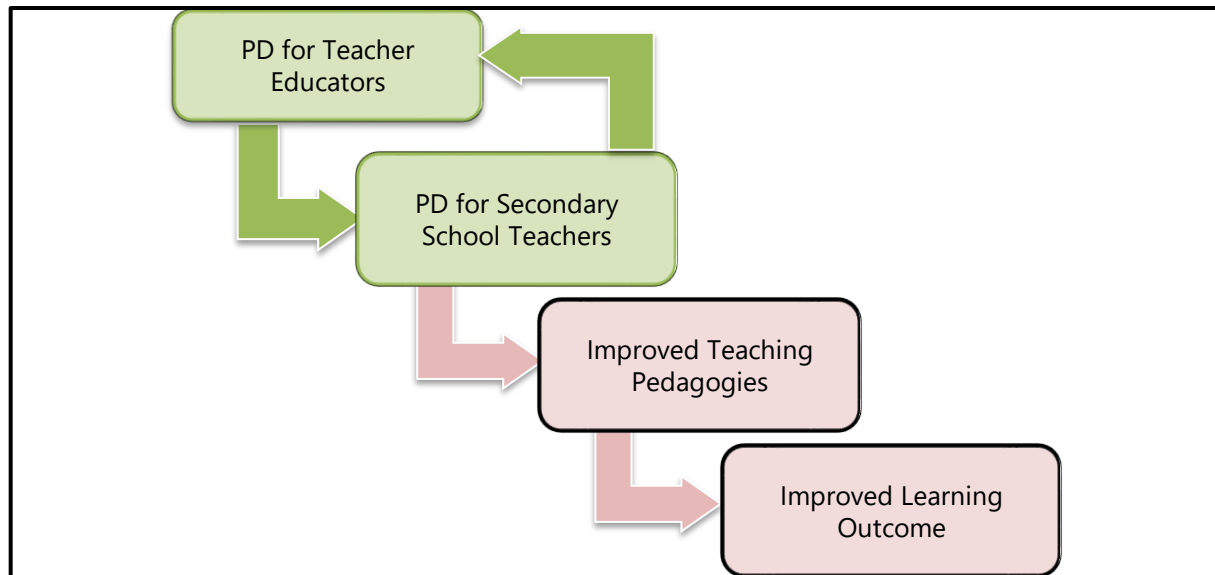 PD for Teacher
Educators
PD for Secondary
School Teachers
Improved Teaching
Pedagogies
Improved Learning
Outcome